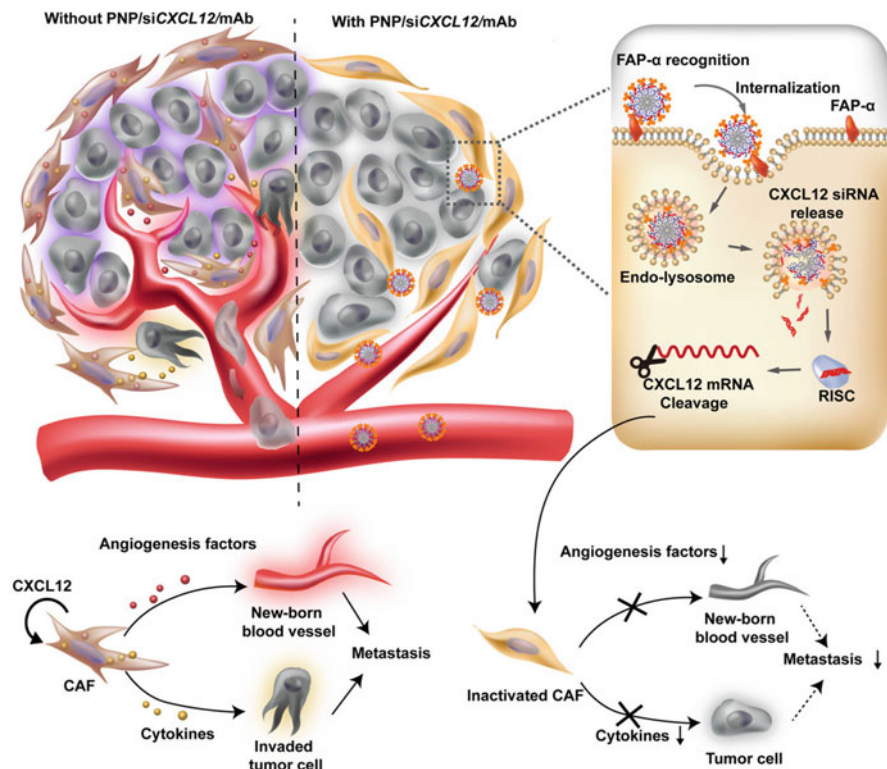 Without PNP/siCXCL12/mAb
With PNP/siCXCL12/mAb
FAP-α recognition
Internalization
FAP-α
CXCL12 siRNA
release
Endo-lysosome
CXCL12 mRNA
Cleavage
RISC
Angiogenesis factors
CXCL12
New-born
blood vessel
CAF
Metastasis
Cytokines
Invaded
tumor cell
Angiogenesis factors↓
New-born
blood vessel
Inactivated CAF
Metastasis ↓
Cytokines ↓
Tumor cell